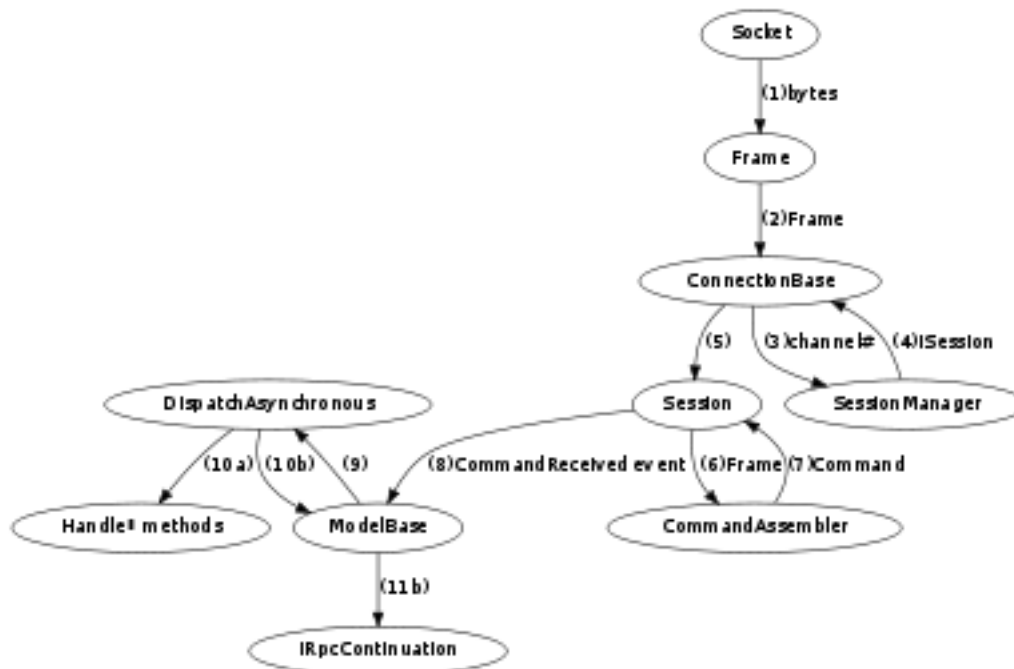 Socket
(1)bytes
Frame
(2)Frame
ConnectionBase
(5)
(3)channel#
(4)ISession
DispatchAsynchronous
Session
SessionManager
(10a)
(10b)
(9)
(8)CommandReceived event
(6)Frame
(7)Command
Handle* methods
ModelBase
CommandAssembler
(11b)
IRpcContinuation